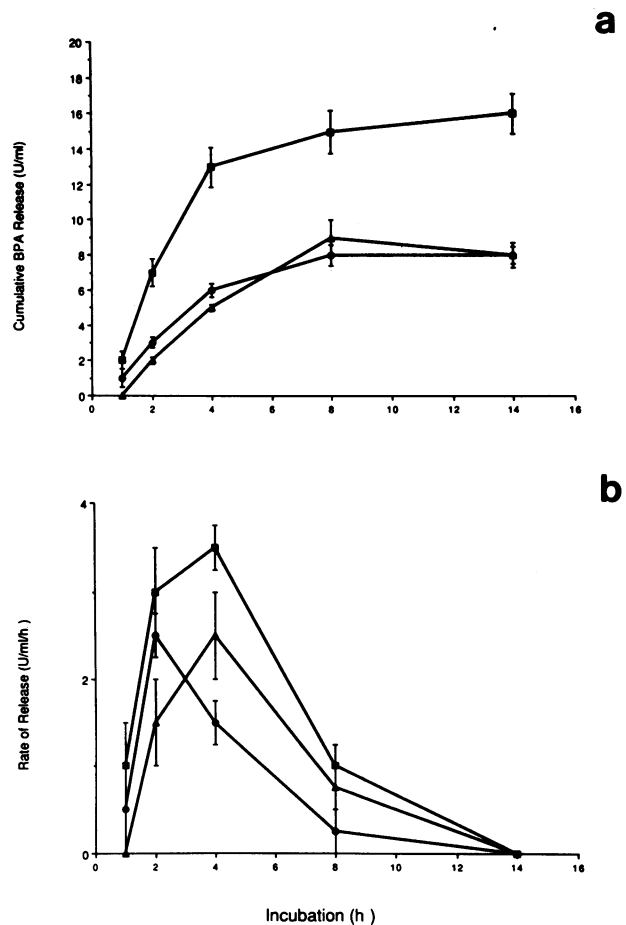 a
20
18
16
14
12
10
8
6
4
2
0
Cumulative BPA Release (U/ml)
0 2 4 6 8 10 12 14 16
b
4
2
0
Rate of Release (U/ml/h )
0 2 4 6 8 10 12 14 16
Incubation (h )